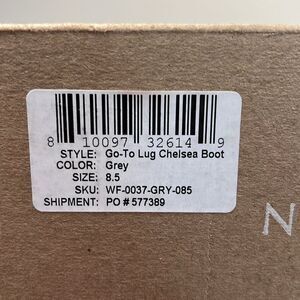 8 10097 32614 9
STYLE: Go-To Lug Chelsea Boot
COLOR: Grey
SIZE: 8.5
SKU: WF-0037-GRY-085
SHIPMENT: PO # 577389
N